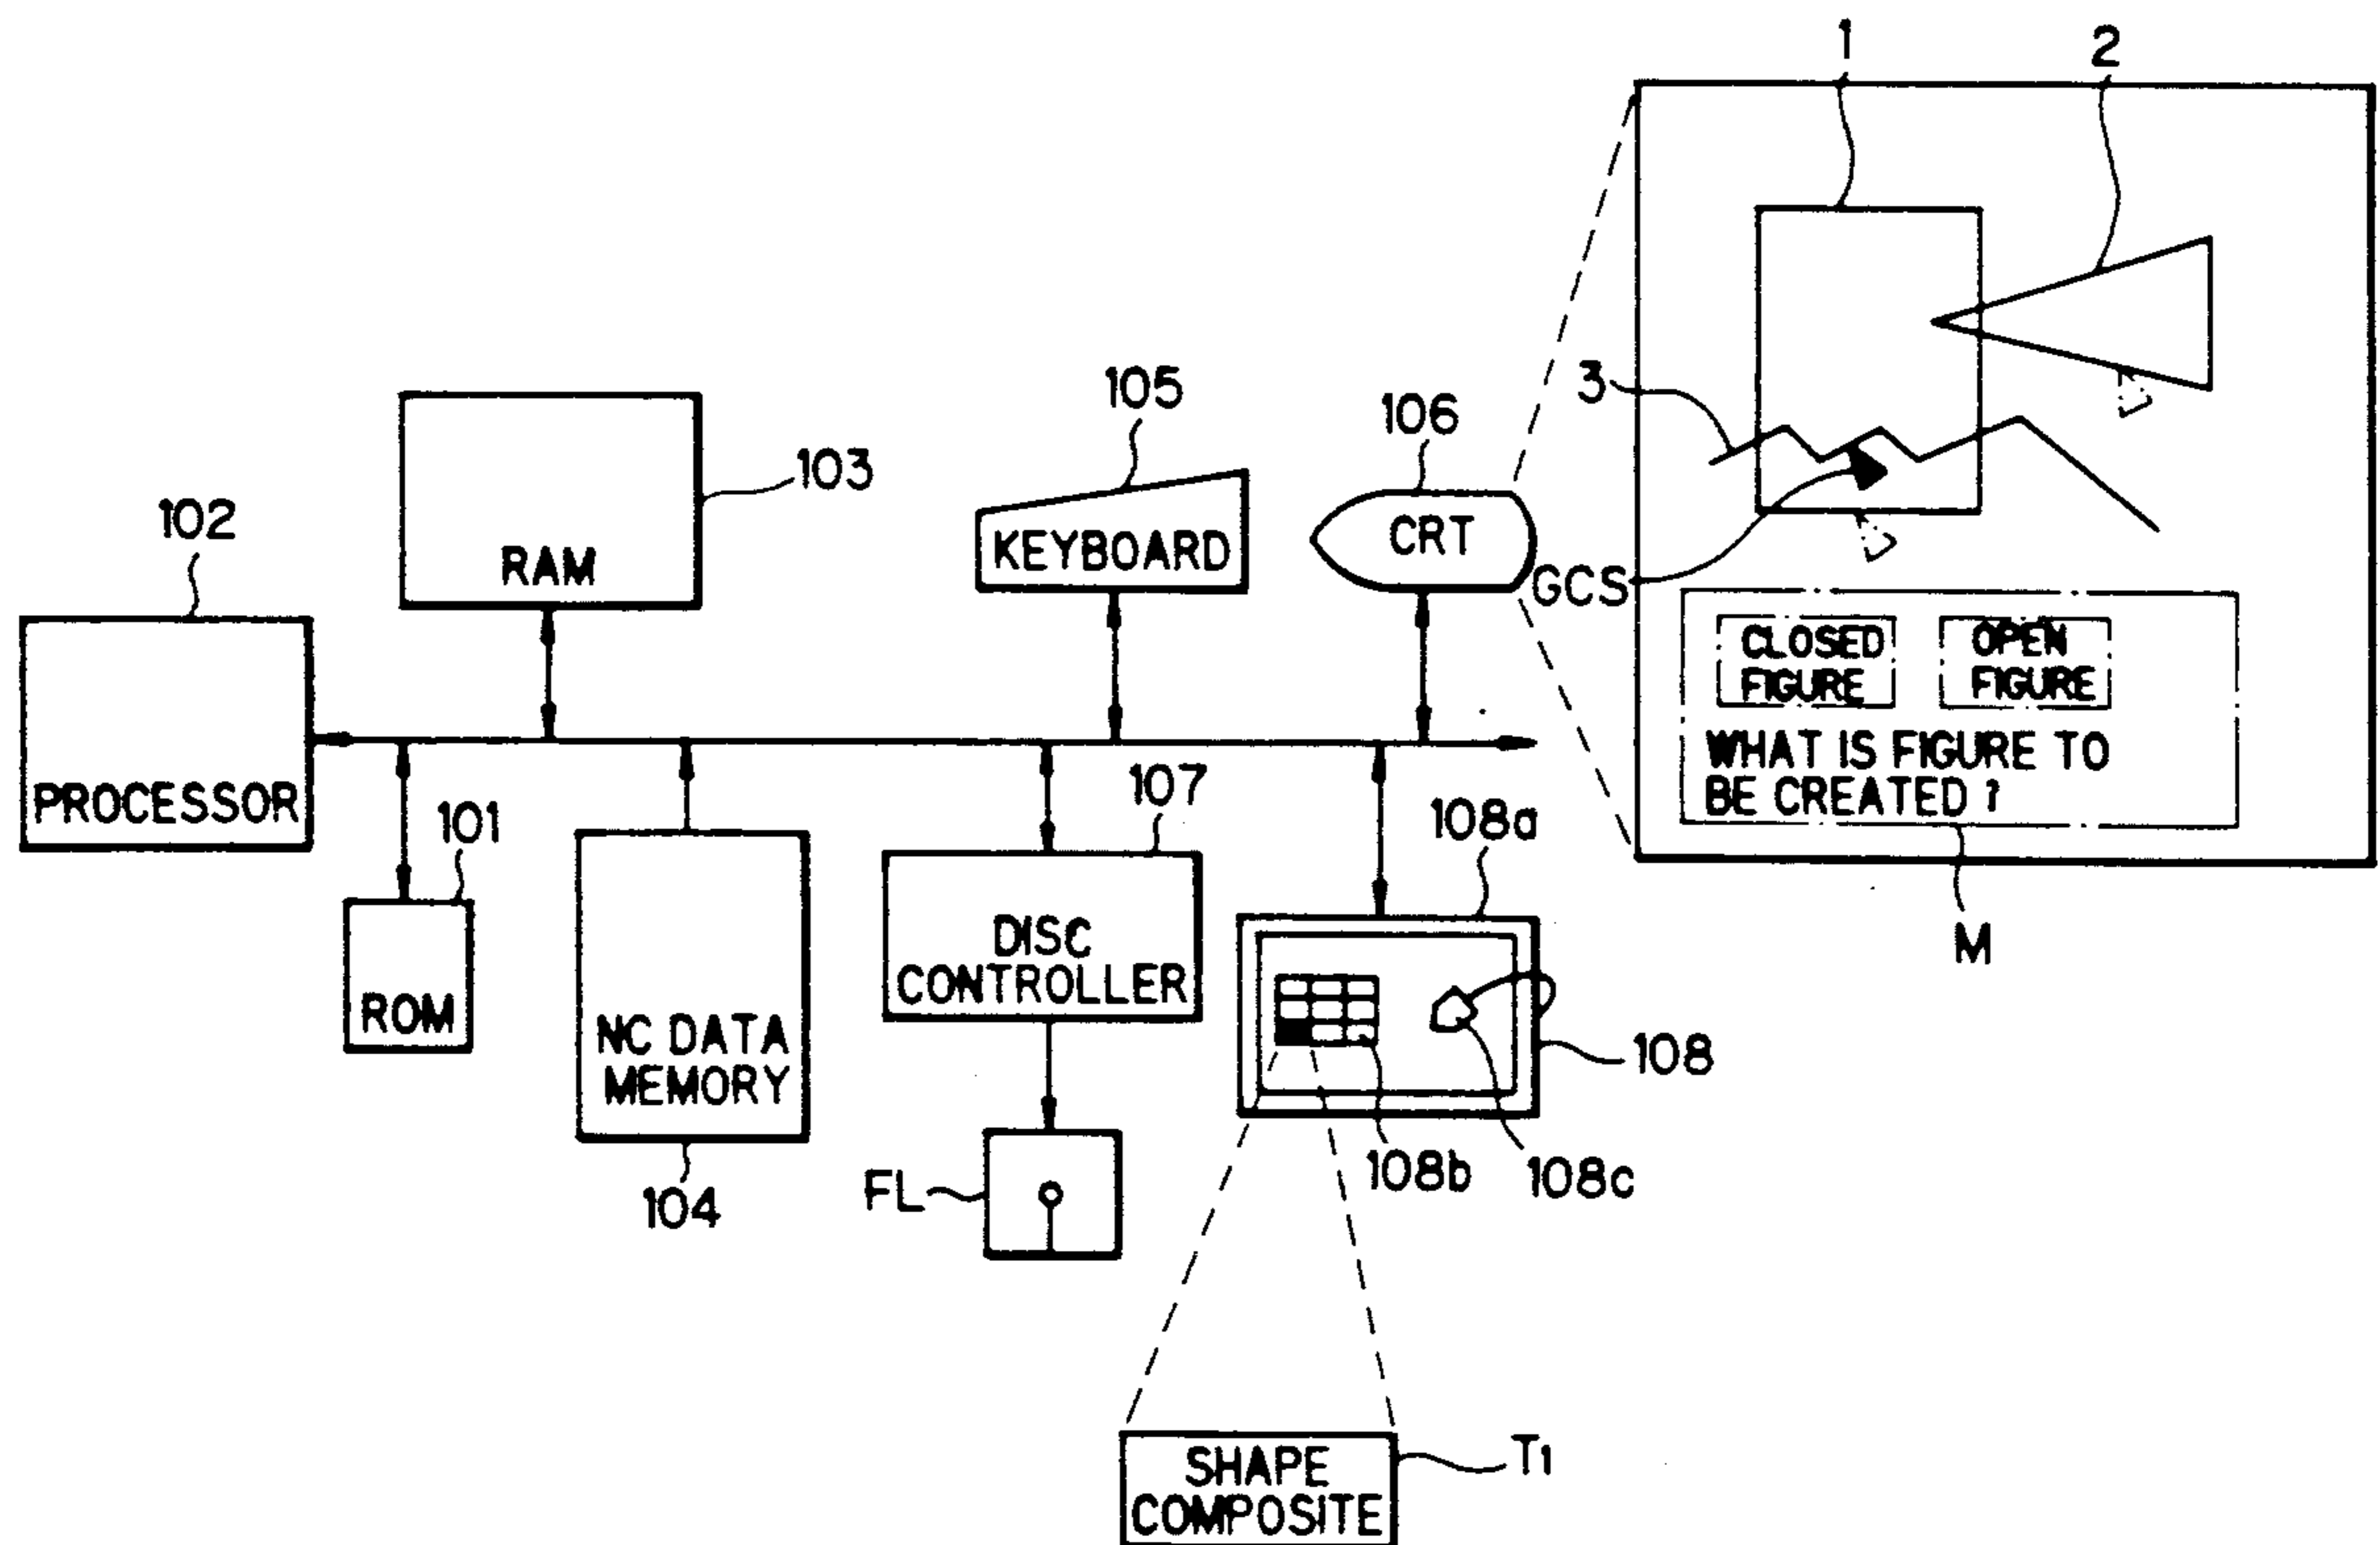 1
2
105
106
3
103
102
RAM
KEYBOARD
CRT
GCS
CLOSED
FIGURE
OPEN
FIGURE
WHAT IS FIGURE TO
BE CREATED ?
M
PROCESSOR
101
ROM
NC DATA
MEMORY
104
107
DISC
CONTROLLER
FL
108a
108
108b
108c
SHAPE
COMPOSITE
T1